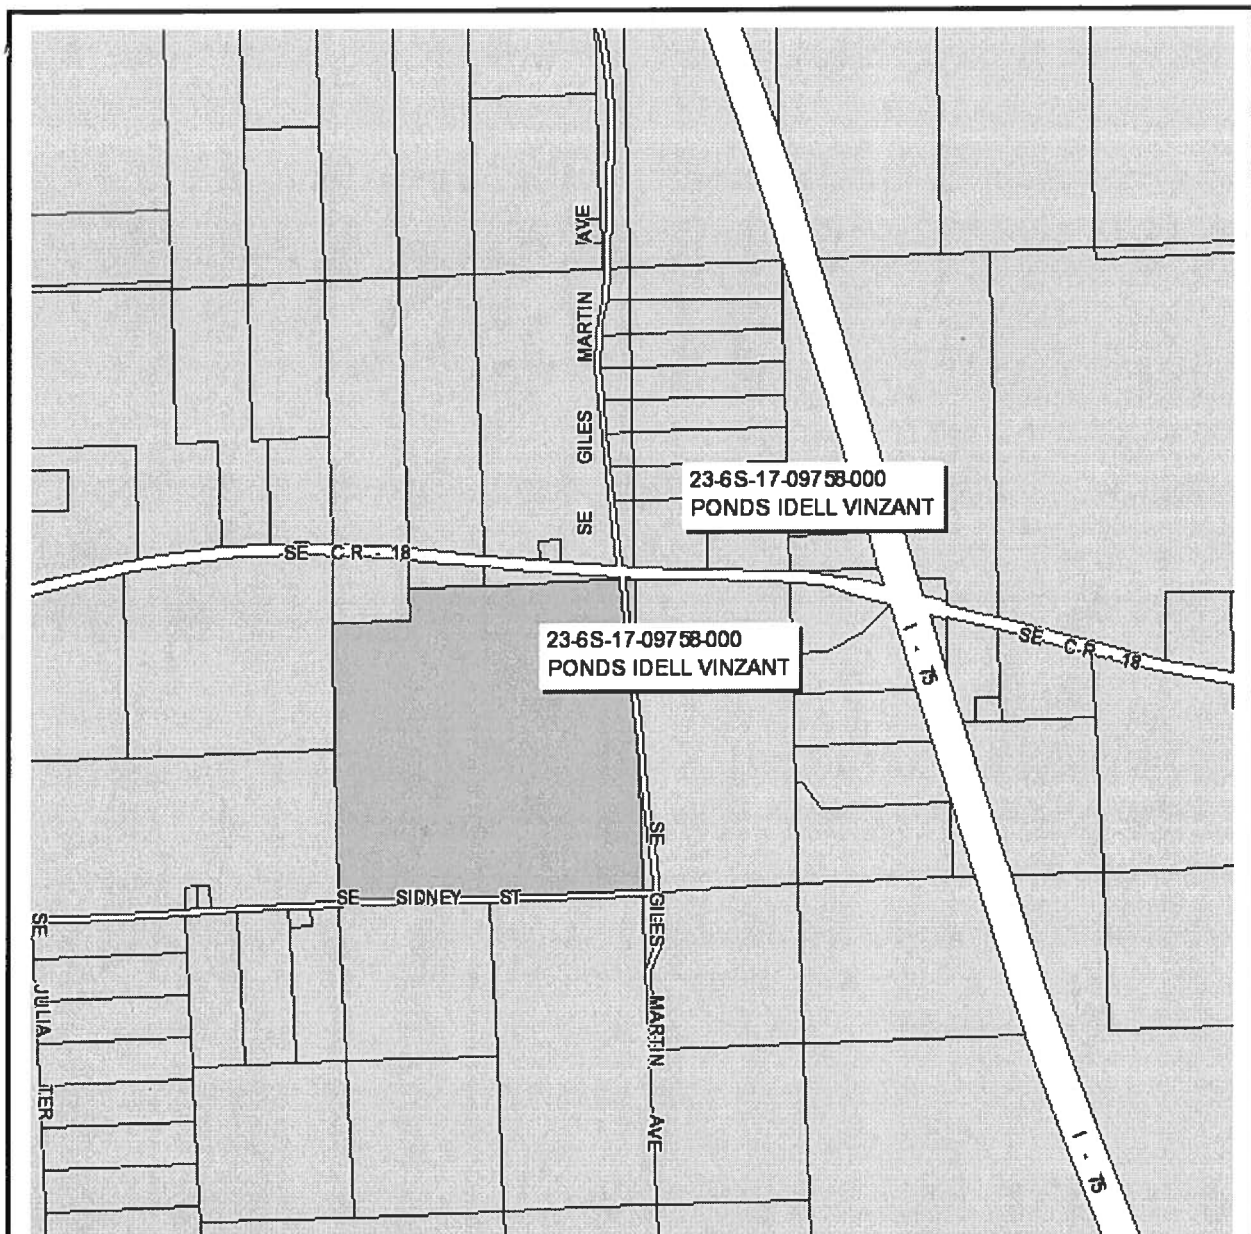 SE GILES MARTIN AVE
23-6S-17-09758-000
PONDS IDELL VINZANT
SE C R - 18
23-6S-17-09758-000
PONDS IDELL VINZANT
I - 75
SE C R - 18
SE GILES MARTIN AVE
SE SIDNEY ST
SE JULIA TER
I - 75